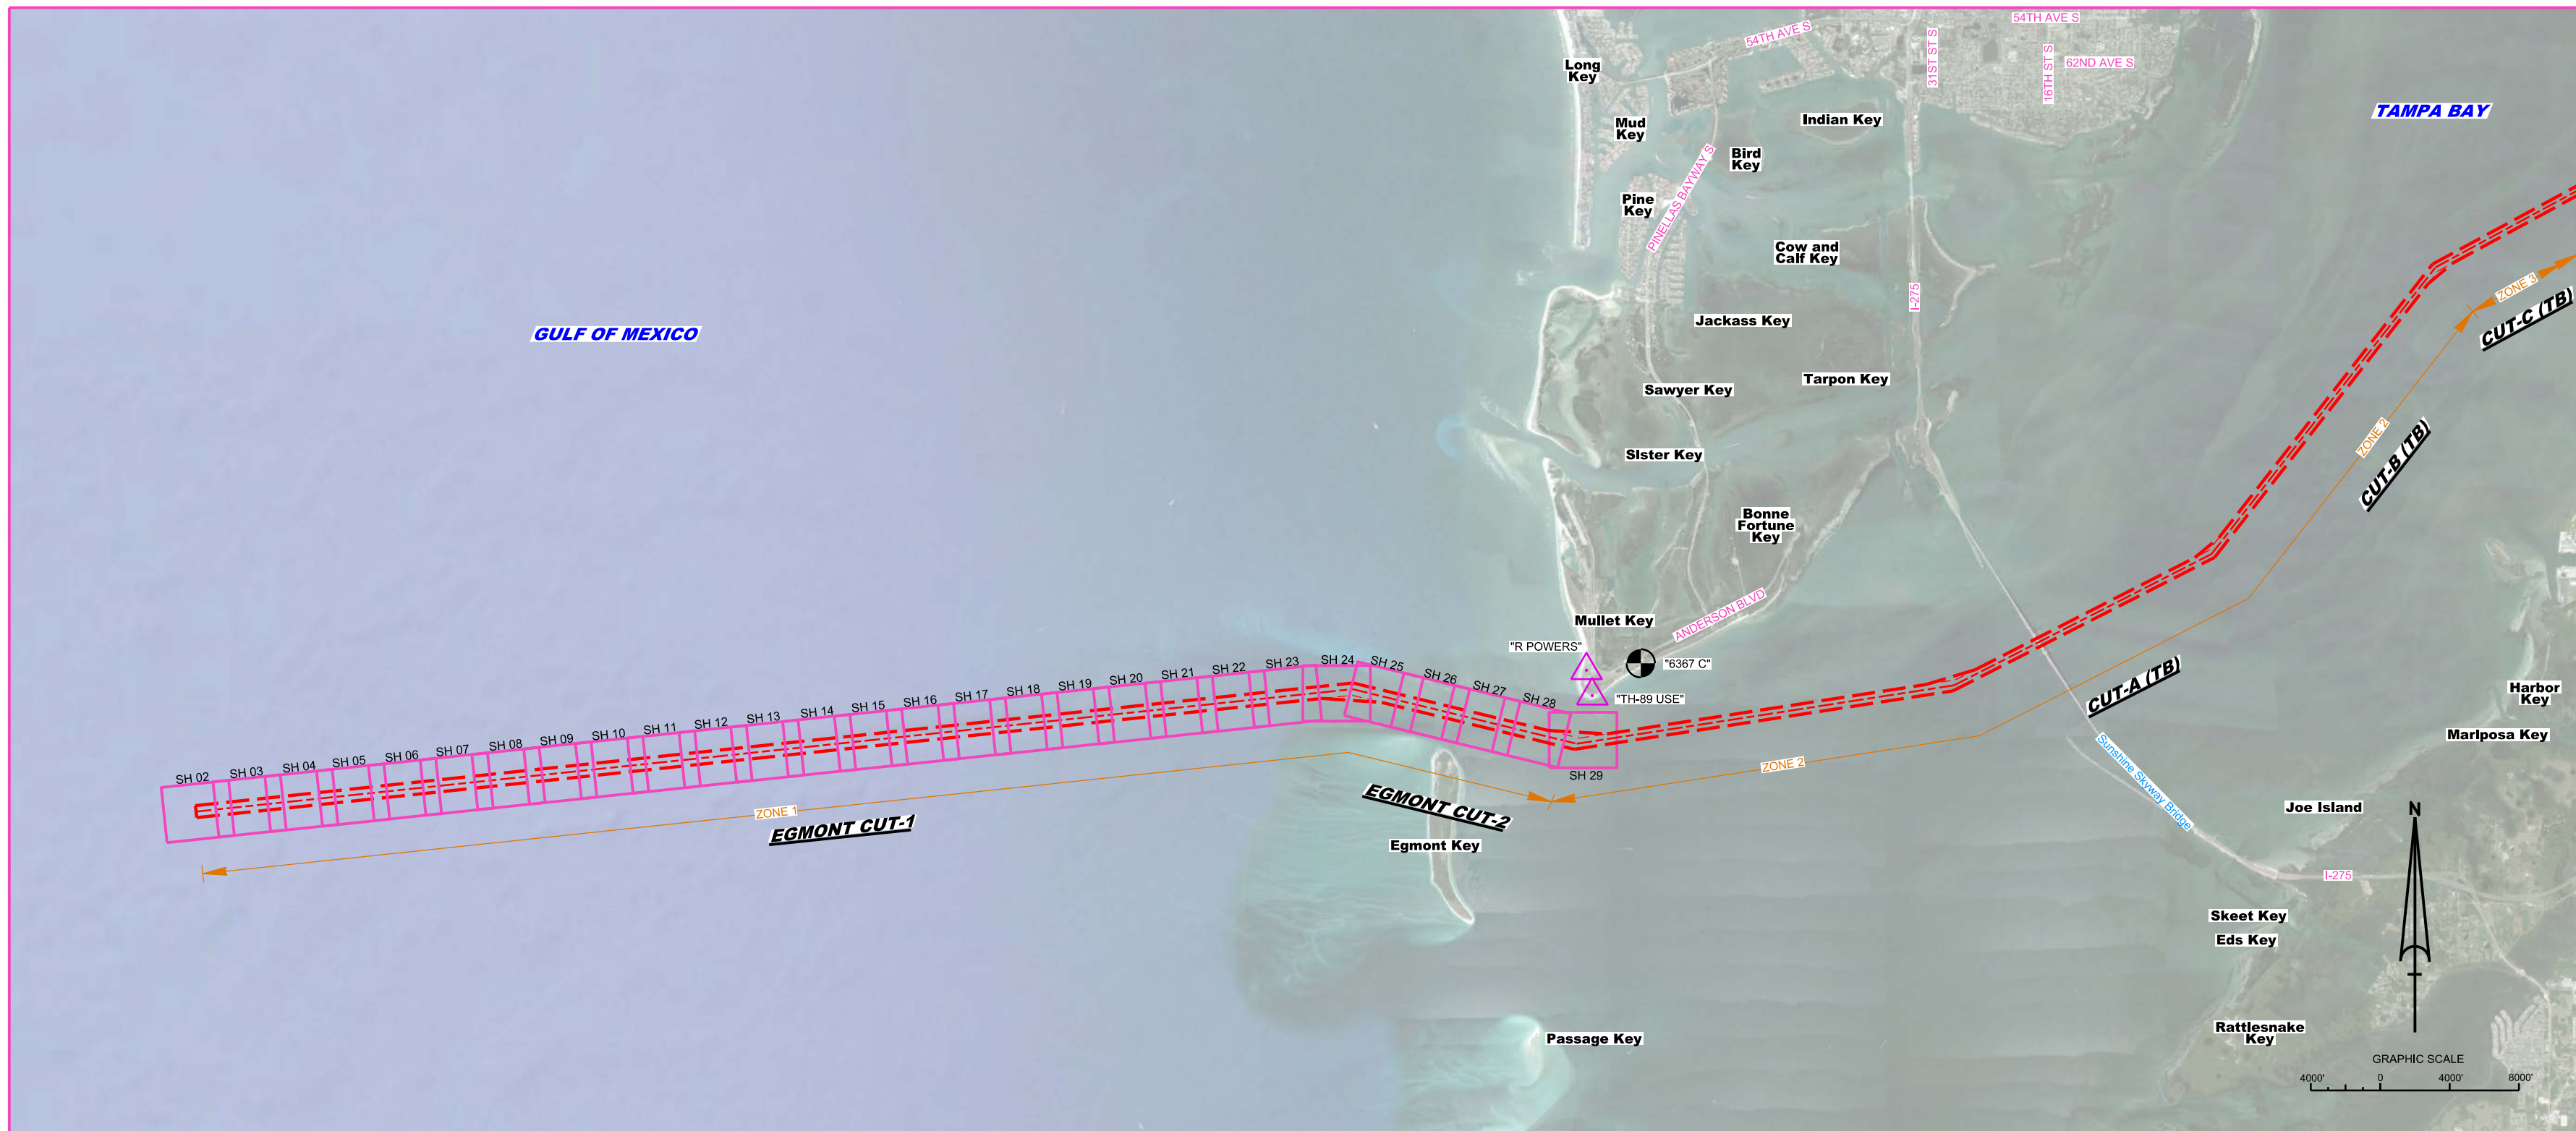 54TH AVE S
54TH AVE S
31ST ST S
16TH ST S
62ND AVE S
Long
Key
TAMPA BAY
Mud
Key
Indian Key
Bird
Key
PINELLAS BAYWAY S
Pine
Key
Cow and
Calf Key
I-275
ZONE 3
CUT-C (TB)
GULF OF MEXICO
Jackass Key
Tarpon Key
Sawyer Key
ZONE 2
CUT-B (TB)
SIster Key
Bonne
Fortune
Key
ANDERSON BLVD
Mullet Key
"R POWERS"
"6367 C"
"TH-89 USE"
SH 02
SH 03
SH 04
SH 05
SH 06
SH 07
SH 08
SH 09
SH 10
SH 11
SH 12
SH 13
SH 14
SH 15
SH 16
SH 17
SH 18
SH 19
SH 20
SH 21
SH 22
SH 23
SH 24
SH 25
SH 26
SH 27
SH 28
SH 29
CUT-A (TB)
Harbor
Key
MarIposa Key
Sunshine Skyway Bridge
ZONE 2
ZONE 1
EGMONT CUT-1
EGMONT CUT-2
Egmont Key
Joe Island
N
I-275
Skeet Key
Eds Key
Rattlesnake
Key
Passage Key
GRAPHIC SCALE
4000' 0 4000' 8000'